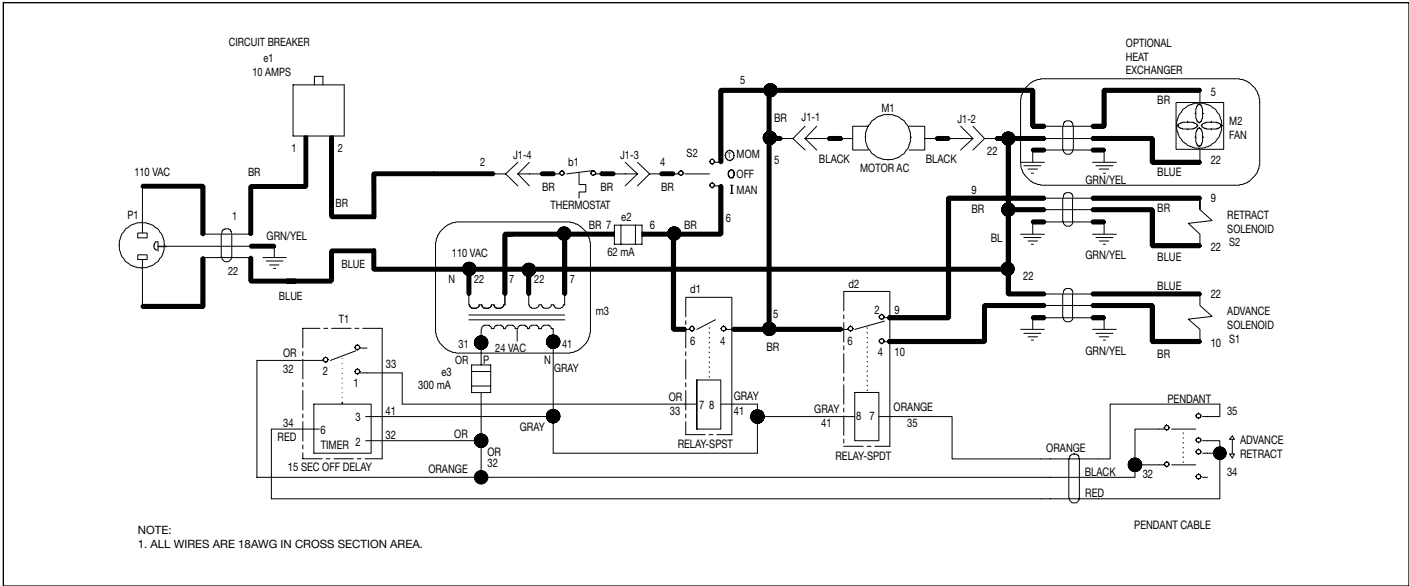 CIRCUIT BREAKER
e1
10 AMPS
1
2
OPTIONAL
HEAT
EXCHANGER
5
BR
M2
FAN
22
BLUE
GRN/YEL
5
BR
5
J1-1
BLACK
M1
MOTOR AC
BLACK
J1-2
22
110 VAC
P1
BR
1
GRN/YEL
22
BLUE
BR
BLUE
2
J1-4
BR
b1
THERMOSTAT
BR
J1-3
4
BR
S2
MOM
OFF
I MAN
6
9
BR
BL
22
9
BR
22
BLUE
GRN/YEL
RETRACT
SOLENOID
S2
BLUE
22
10
BR
GRN/YEL
ADVANCE
SOLENOID
S1
110 VAC
N
22
7
22
7
BR 7
e2
62 mA
6
BR
m3
24 VAC
31
41
OR
P
N
GRAY
e3
300 mA
d1
6
4
5
BR
7 8
OR
33
GRAY
41
RELAY-SPST
d2
6
2
9
4
10
8 7
GRAY
41
ORANGE
35
RELAY-SPDT
T1
OR
32
2
1
33
34
RED
6
3
TIMER 2
41
32
15 SEC OFF DELAY
OR
OR
32
GRAY
ORANGE
PENDANT
35
ADVANCE
RETRACT
34
32
ORANGE
BLACK
RED
PENDANT CABLE
NOTE:
1. ALL WIRES ARE 18AWG IN CROSS SECTION AREA.